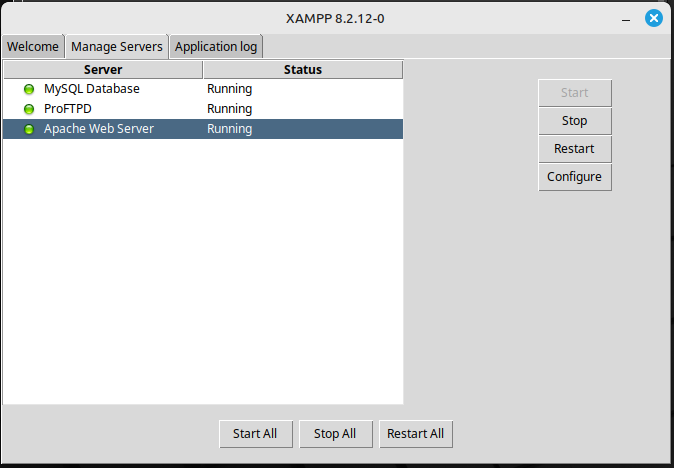 XAMPP 8.2.12-0
Welcome Manage Servers Application log
Server Status
MySQL Database Running
ProFTPD Running
Apache Web Server Running
Start
Stop
Restart
Configure
Start All Stop All Restart All